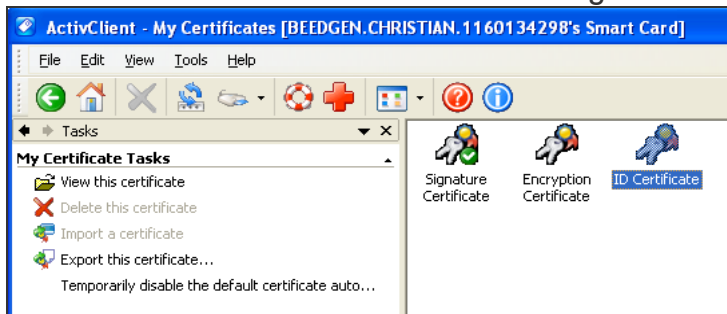 ActivClient - My Certificates [BEEDGEN.CHRISTIAN.1160134298's Smart Card]
File Edit View Tools Help
Tasks
My Certificate Tasks
View this certificate
Delete this certificate
Import a certificate
Export this certificate...
Temporarily disable the default certificate auto...
Signature
Certificate
Encryption
Certificate
ID Certificate